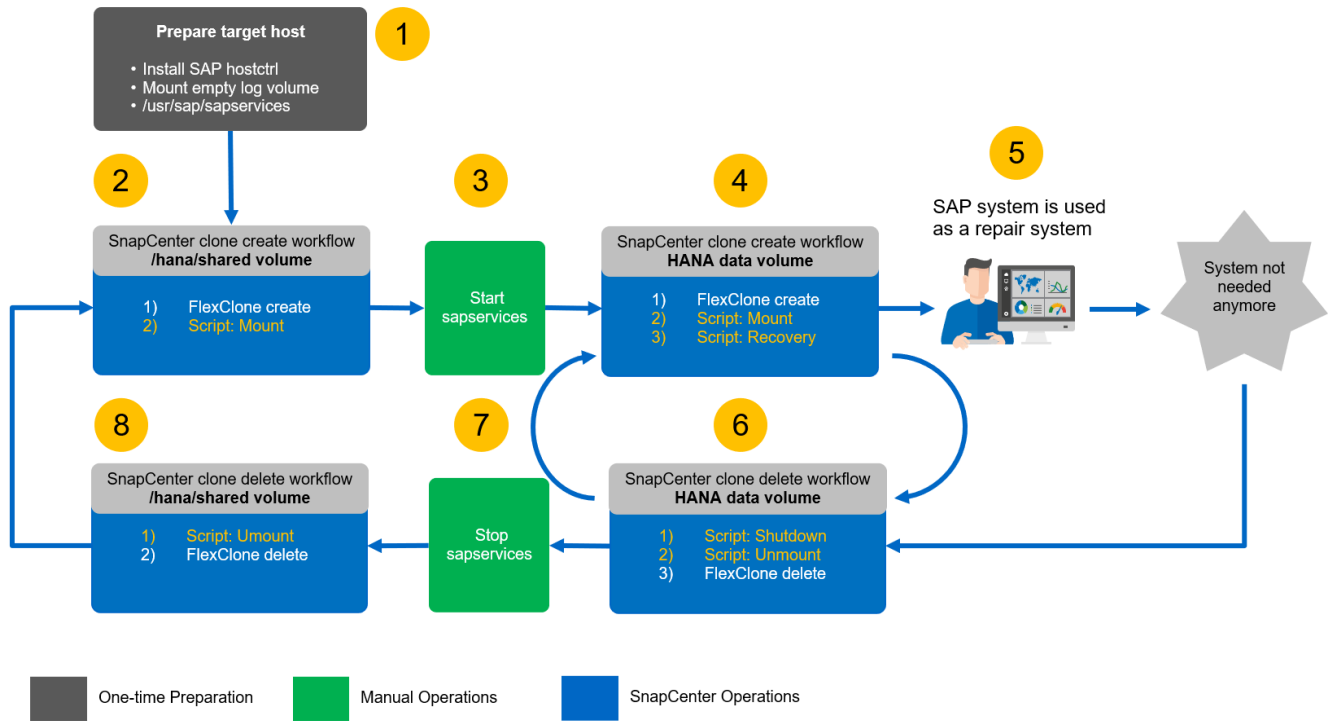 Prepare target host
• Install SAP hostctrl
• Mount empty log volume
• /usr/sap/sapservices
1
2
SnapCenter clone create workflow
/hana/shared volume
1) FlexClone create
2) Script: Mount
3
Start
sapservices
4
SnapCenter clone create workflow
HANA data volume
1) FlexClone create
2) Script: Mount
3) Script: Recovery
5
SAP system is used
as a repair system
System not
needed
anymore
8
SnapCenter clone delete workflow
/hana/shared volume
1) Script: Umount
2) FlexClone delete
7
Stop
sapservices
6
SnapCenter clone delete workflow
HANA data volume
1) Script: Shutdown
2) Script: Unmount
3) FlexClone delete
One-time Preparation
Manual Operations
SnapCenter Operations